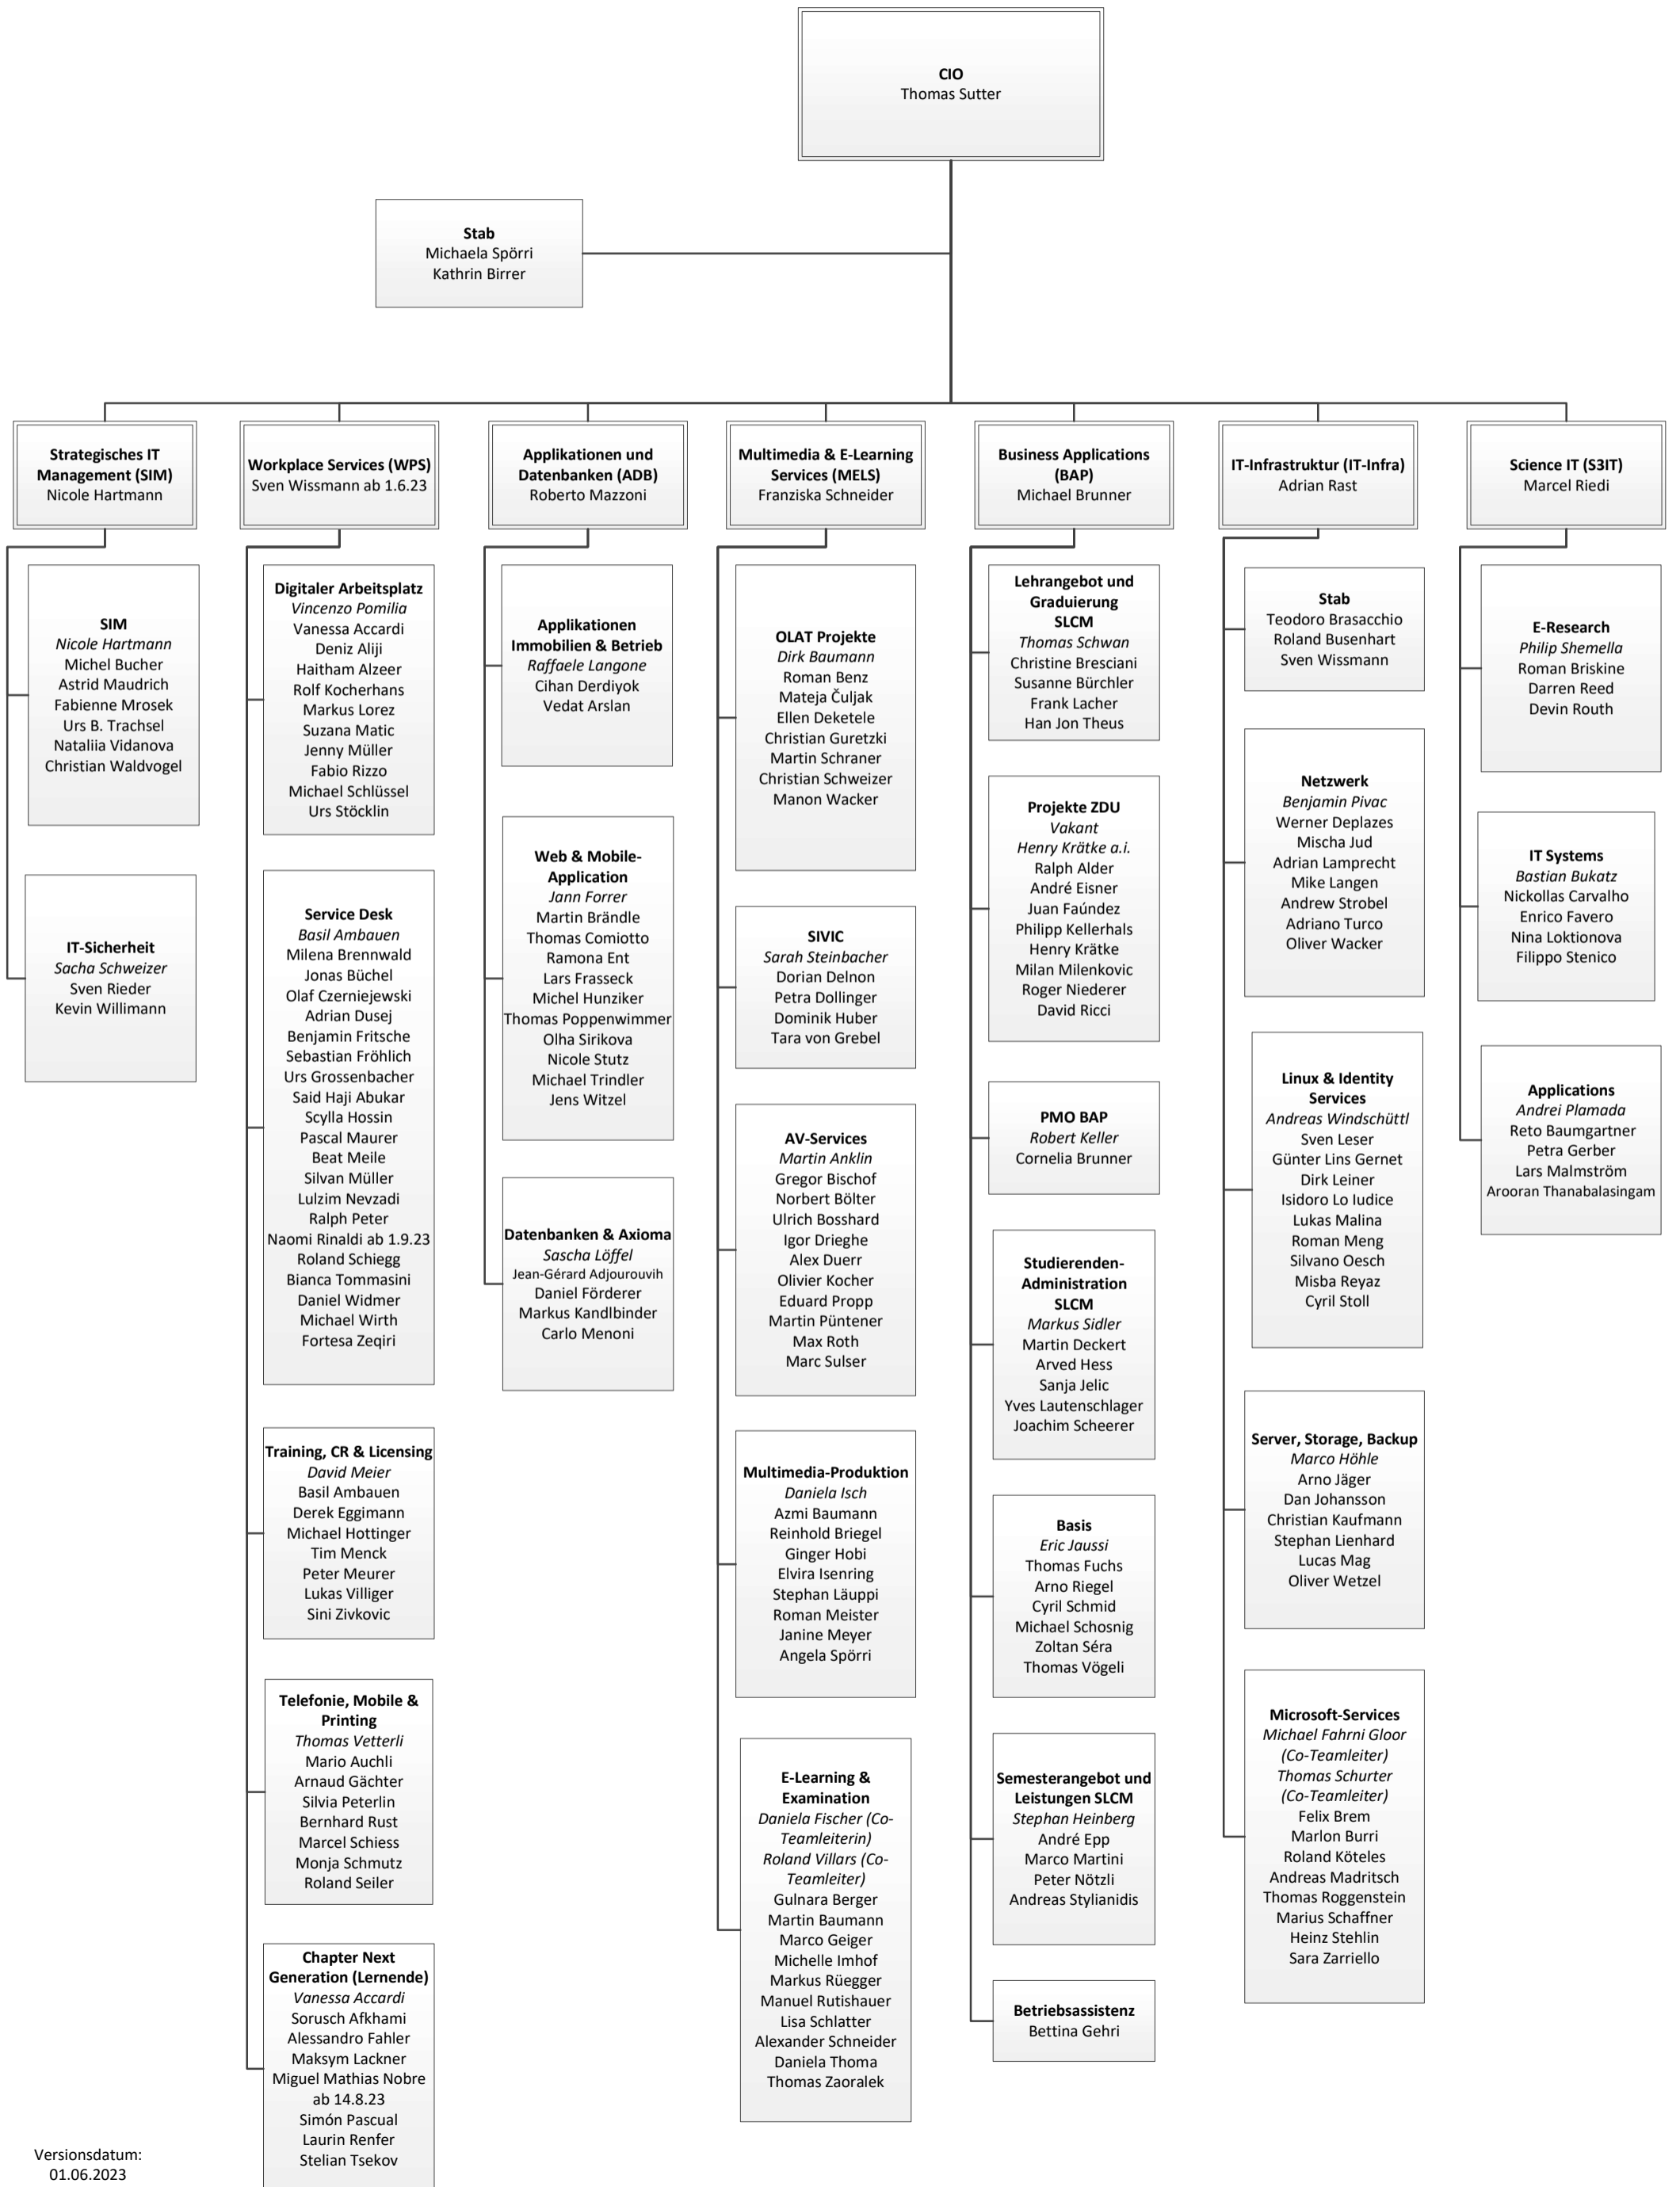 CIO
Thomas Sutter
Stab
Michaela Spörri
Kathrin Birrer
Strategisches IT
Management (SIM)
Nicole Hartmann
Workplace Services (WPS)
Sven Wissmann ab 1.6.23
Applikationen und
Datenbanken (ADB)
Roberto Mazzoni
Multimedia & E-Learning
Services (MELS)
Franziska Schneider
Business Applications
(BAP)
Michael Brunner
IT-Infrastruktur (IT-Infra)
Adrian Rast
Science IT (S3IT)
Marcel Riedi
SIM
Nicole Hartmann
Michel Bucher
Astrid Maudrich
Fabienne Mrosek
Urs B. Trachsel
Nataliia Vidanova
Christian Waldvogel
IT-Sicherheit
Sacha Schweizer
Sven Rieder
Kevin Willimann
Digitaler Arbeitsplatz
Vincenzo Pomilia
Vanessa Accardi
Deniz Aliji
Haitham Alzeer
Rolf Kocherhans
Markus Lorez
Suzana Matic
Jenny Müller
Fabio Rizzo
Michael Schlüssel
Urs Stöcklin
Service Desk
Basil Ambauen
Milena Brennwald
Jonas Büchel
Olaf Czerniejewski
Adrian Dusej
Benjamin Fritsche
Sebastian Fröhlich
Urs Grossenbacher
Said Haji Abukar
Scylla Hossin
Pascal Maurer
Beat Meile
Silvan Müller
Lulzim Nevzadi
Ralph Peter
Naomi Rinaldi ab 1.9.23
Roland Schiegg
Bianca Tommasini
Daniel Widmer
Michael Wirth
Fortesa Zeqiri
Training, CR & Licensing
David Meier
Basil Ambauen
Derek Eggimann
Michael Hottinger
Tim Menck
Peter Meurer
Lukas Villiger
Sini Zivkovic
Telefonie, Mobile &
Printing
Thomas Vetterli
Mario Auchli
Arnaud Gächter
Silvia Peterlin
Bernhard Rust
Marcel Schiess
Monja Schmutz
Roland Seiler
Chapter Next
Generation (Lernende)
Vanessa Accardi
Sorusch Afkhami
Alessandro Fahler
Maksym Lackner
Miguel Mathias Nobre
ab 14.8.23
Simón Pascual
Laurin Renfer
Stelian Tsekov
Applikationen
Immobilien & Betrieb
Raffaele Langone
Cihan Derdiyok
Vedat Arslan
Web & Mobile-
Application
Jann Forrer
Martin Brändle
Thomas Comiotto
Ramona Ent
Lars Frasseck
Michel Hunziker
Thomas Poppenwimmer
Olha Sirikova
Nicole Stutz
Michael Trindler
Jens Witzel
Datenbanken & Axioma
Sascha Löffel
Jean-Gérard Adjourouvih
Daniel Förderer
Markus Kandlbinder
Carlo Menoni
OLAT Projekte
Dirk Baumann
Roman Benz
Mateja Čuljak
Ellen Deketele
Christian Guretzki
Martin Schraner
Christian Schweizer
Manon Wacker
SIVIC
Sarah Steinbacher
Dorian Delnon
Petra Dollinger
Dominik Huber
Tara von Grebel
AV-Services
Martin Anklin
Gregor Bischof
Norbert Bölter
Ulrich Bosshard
Igor Drieghe
Alex Duerr
Olivier Kocher
Eduard Propp
Martin Püntener
Max Roth
Marc Sulser
Multimedia-Produktion
Daniela Isch
Azmi Baumann
Reinhold Briegel
Ginger Hobi
Elvira Isenring
Stephan Läuppi
Roman Meister
Janine Meyer
Angela Spörri
E-Learning &
Examination
Daniela Fischer (Co-
Teamleiterin)
Roland Villars (Co-
Teamleiter)
Gulnara Berger
Martin Baumann
Marco Geiger
Michelle Imhof
Markus Rüegger
Manuel Rutishauer
Lisa Schlatter
Alexander Schneider
Daniela Thoma
Thomas Zaoralek
Lehrangebot und
Graduierung
SLCM
Thomas Schwan
Christine Bresciani
Susanne Bürchler
Frank Lacher
Han Jon Theus
Projekte ZDU
Vakant
Henry Krätke a.i.
Ralph Alder
André Eisner
Juan Faúndez
Philipp Kellerhals
Henry Krätke
Milan Milenkovic
Roger Niederer
David Ricci
PMO BAP
Robert Keller
Cornelia Brunner
Studierenden-
Administration
SLCM
Markus Sidler
Martin Deckert
Arved Hess
Sanja Jelic
Yves Lautenschlager
Joachim Scheerer
Basis
Eric Jaussi
Thomas Fuchs
Arno Riegel
Cyril Schmid
Michael Schosnig
Zoltan Séra
Thomas Vögeli
Semesterangebot und
Leistungen SLCM
Stephan Heinberg
André Epp
Marco Martini
Peter Nötzli
Andreas Stylianidis
Betriebsassistenz
Bettina Gehri
Stab
Teodoro Brasacchio
Roland Busenhart
Sven Wissmann
Netzwerk
Benjamin Pivac
Werner Deplazes
Mischa Jud
Adrian Lamprecht
Mike Langen
Andrew Strobel
Adriano Turco
Oliver Wacker
Linux & Identity
Services
Andreas Windschüttl
Sven Leser
Günter Lins Gernet
Dirk Leiner
Isidoro Lo Iudice
Lukas Malina
Roman Meng
Silvano Oesch
Misba Reyaz
Cyril Stoll
Server, Storage, Backup
Marco Höhle
Arno Jäger
Dan Johansson
Christian Kaufmann
Stephan Lienhard
Lucas Mag
Oliver Wetzel
Microsoft-Services
Michael Fahrni Gloor
(Co-Teamleiter)
Thomas Schurter
(Co-Teamleiter)
Felix Brem
Marlon Burri
Roland Köteles
Andreas Madritsch
Thomas Roggenstein
Marius Schaffner
Heinz Stehlin
Sara Zarriello
E-Research
Philip Shemella
Roman Briskine
Darren Reed
Devin Routh
IT Systems
Bastian Bukatz
Nickollas Carvalho
Enrico Favero
Nina Loktionova
Filippo Stenico
Applications
Andrei Plamada
Reto Baumgartner
Petra Gerber
Lars Malmström
Arooran Thanabalasingam
Versionsdatum:
01.06.2023